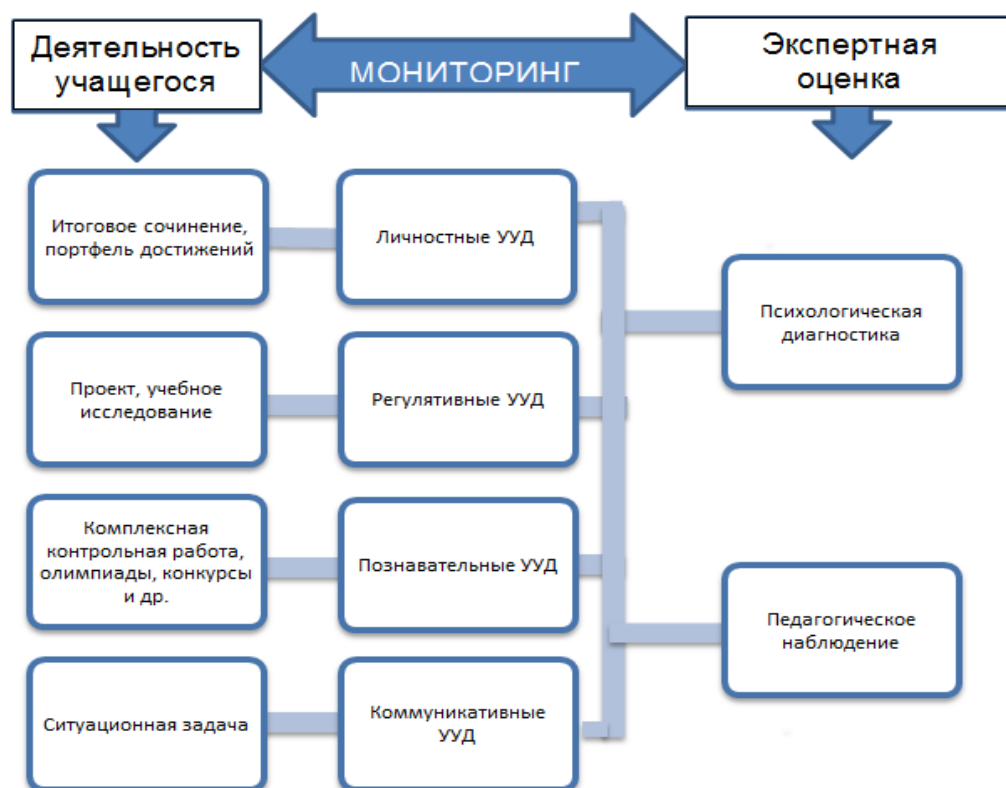 Деятельность
учащегося
МОНИТОРИНГ
Экспертная
оценка
Итоговое сочинение,
портфель достижений
Личностные УУД
Психологическая
диагностика
Проект, учебное
исследование
Регулятивные УУД
Комплексная
контрольная работа,
олимпиады, конкурсы
и др.
Познавательные УУД
Педагогическое
наблюдение
Ситуационная задача
Коммуникативные
УУД